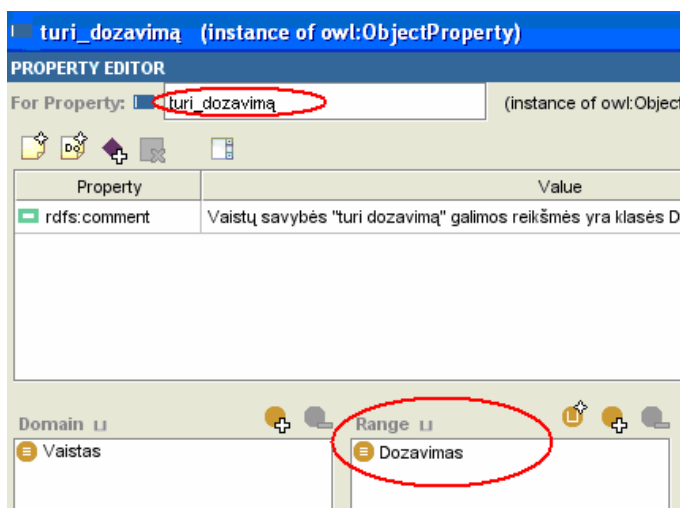 turi_dozavimą (instance of owl:ObjectProperty)
PROPERTY EDITOR
For Property: turi_dozavimą (instance of owl:Object
Property Value
rdfs:comment Vaistų savybės "turi dozavimą" galimos reikšmės yra klasės D
Domain ⊔ Range ⊔
Vaistas Dozavimas